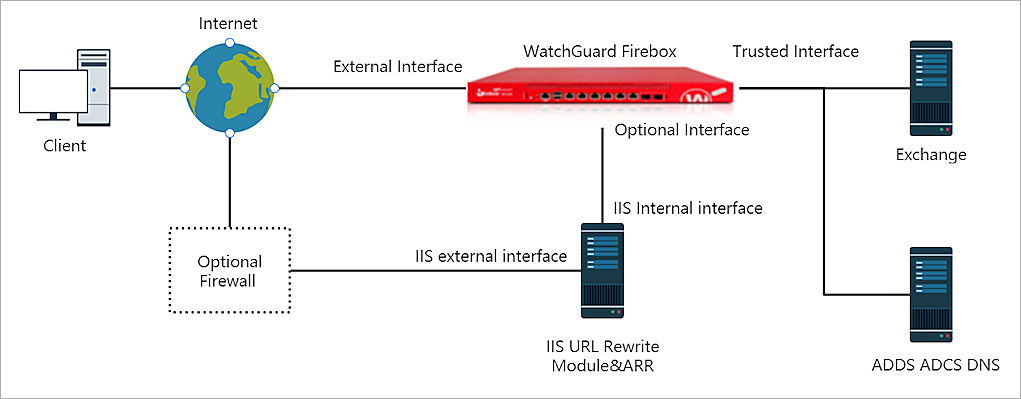 Internet
WatchGuard Firebox
Trusted Interface
External Interface
Client
Optional Interface
Exchange
IIS Internal interface
Optional
Firewall
IIS external interface
IIS URL Rewrite
Module&ARR
ADDS ADCS DNS